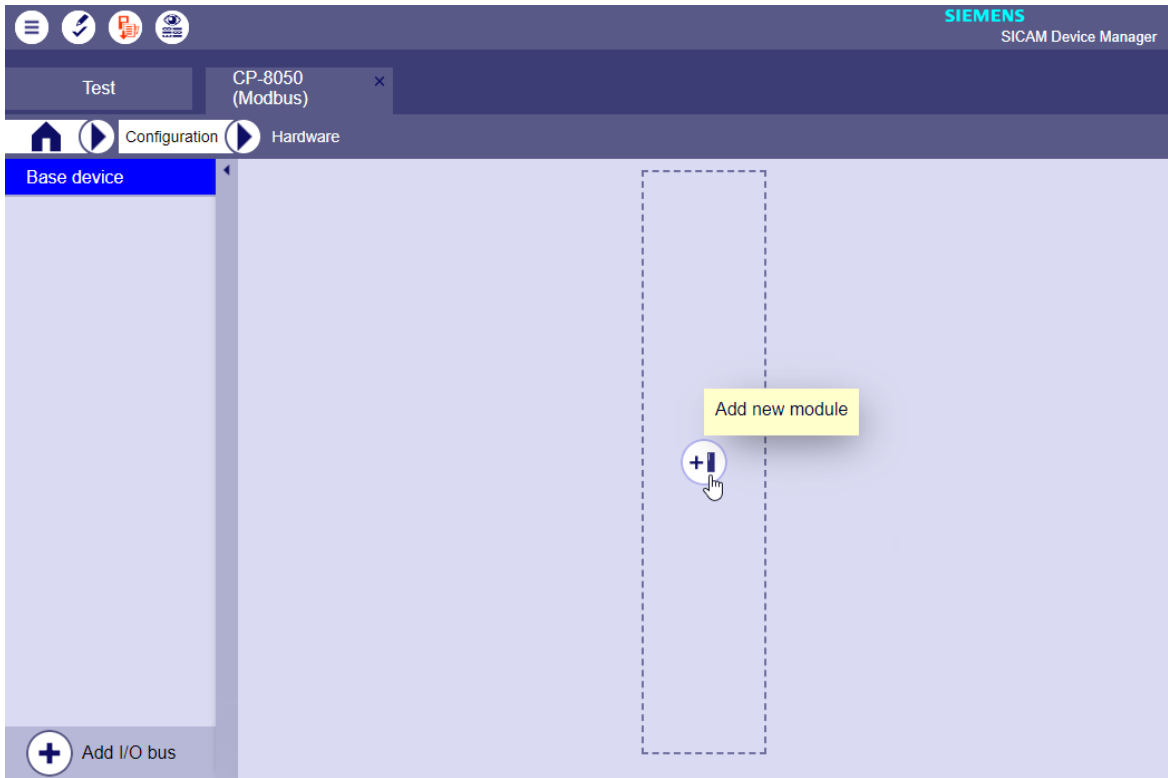 SIEMENS
SICAM Device Manager
Test
CP-8050
(Modbus)
×
Configuration
Hardware
Base device
Add new module
Add I/O bus